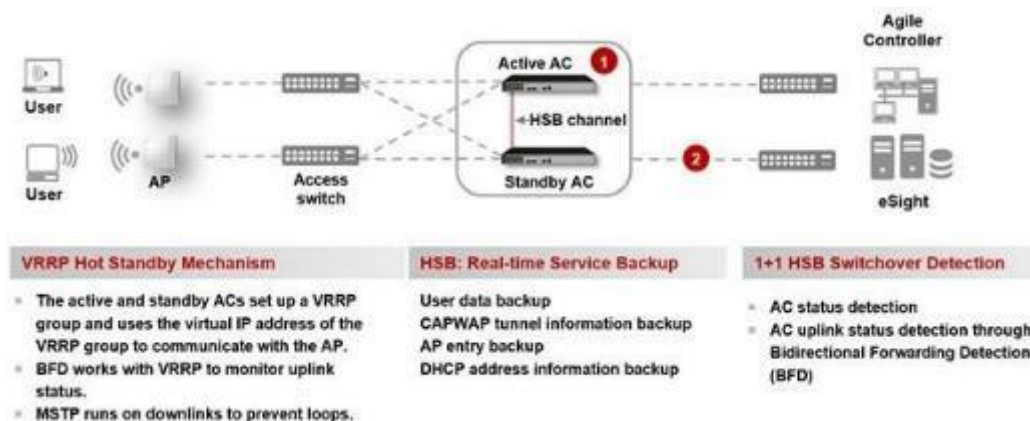 Agile
Controller
Active AC
1
User
HSB channel
2
User
AP
Access
switch
Standby AC
eSight
VRRP Hot Standby Mechanism
The active and standby ACs set up a VRRP
group and uses the virtual IP address of the
VRRP group to communicate with the AP.
BFD works with VRRP to monitor uplink
status.
MSTP runs on downlinks to prevent loops.
HSB: Real-time Service Backup
User data backup
CAPWAP tunnel information backup
AP entry backup
DHCP address information backup
1+1 HSB Switchover Detection
AC status detection
AC uplink status detection through
Bidirectional Forwarding Detection
(BFD)